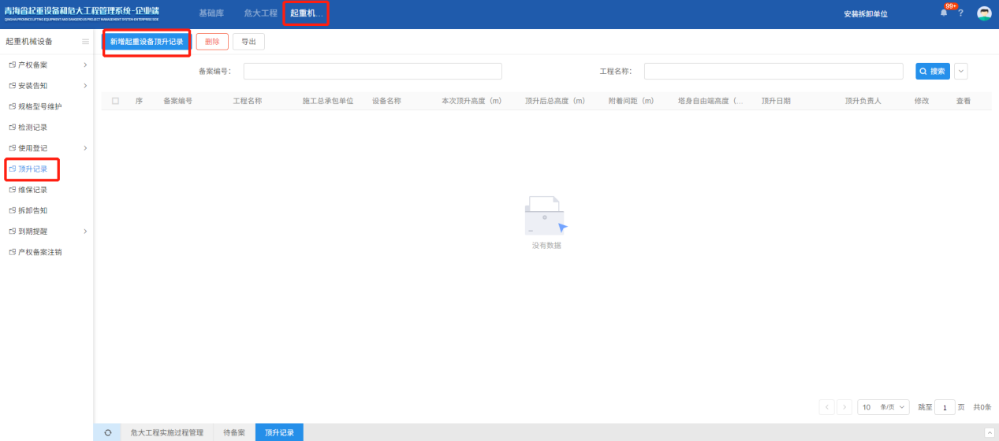 青海省起重设备和危大工程管理系统-企业端
QINGHAI PROVINCE LIFTING EQUIPMENT AND DANGEROUS PROJECT MANAGEMENT SYSTEM ENTERPRISE SIDE
基础库 危大工程 起重机... 安装拆卸单位 99+ ?
起重机械设备
新增起重设备顶升记录 删除 导出
产权备案
安装告知
规格型号维护
检测记录
使用登记
顶升记录
维保记录
拆卸告知
到期提醒
产权备案注销
备案编号: 工程名称: 搜索
序 备案编号 工程名称 施工总承包单位 设备名称 本次顶升高度（m） 顶升后总高度（m） 附着间距（m） 塔身自由端高度（... 顶升日期 顶升负责人 修改 查看
没有数据
10 条/页 跳至 1 页 共0条
危大工程实施过程管理 待备案 顶升记录